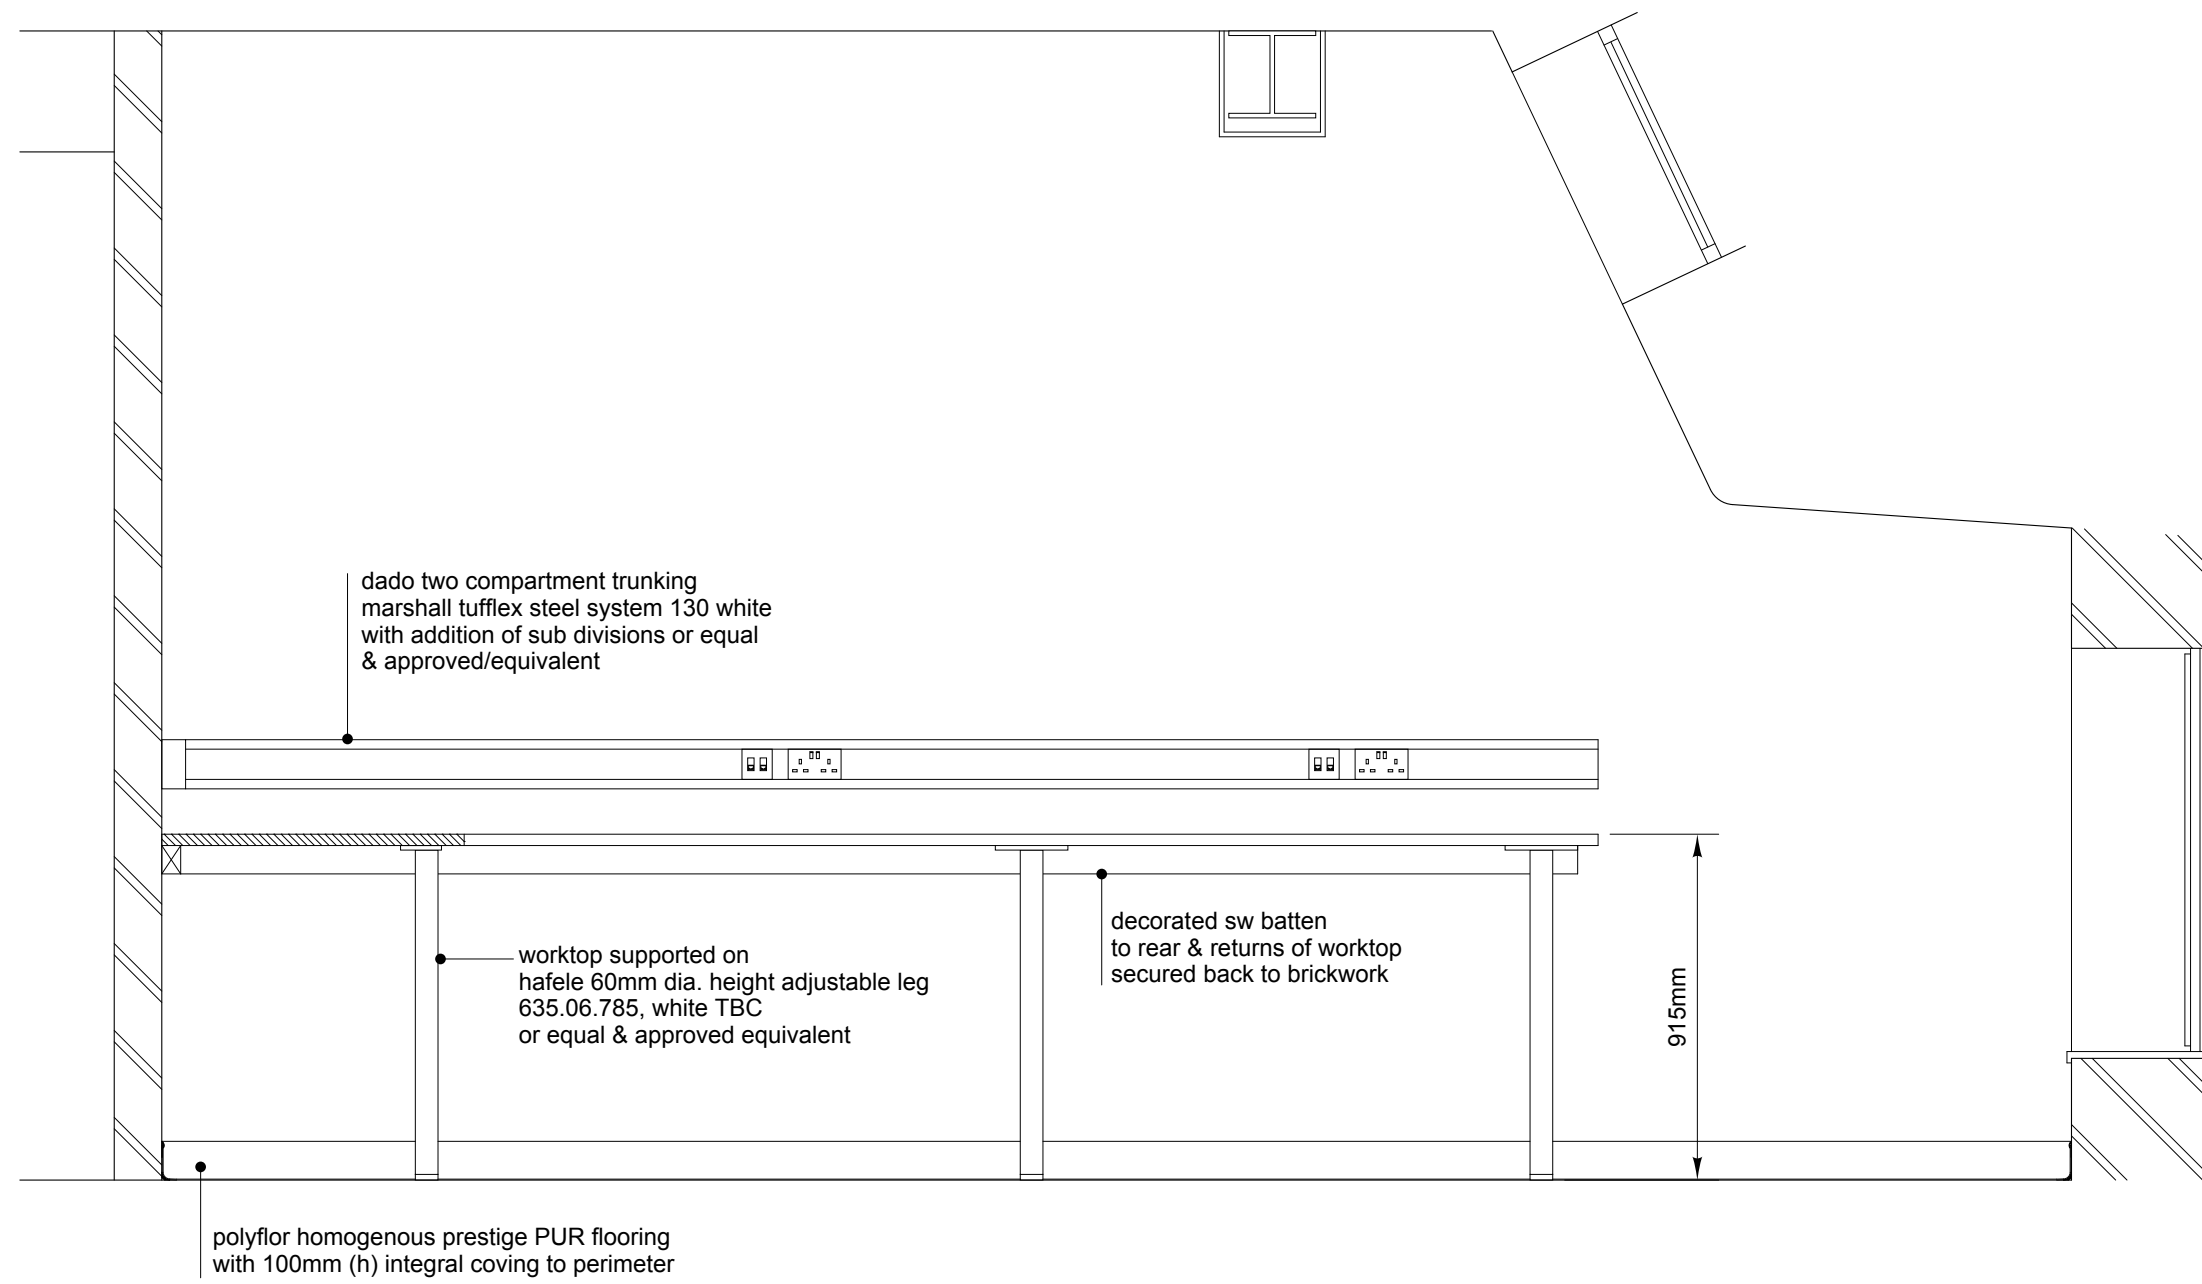 dado two compartment trunking
marshall tufflex steel system 130 white
with addition of sub divisions or equal
& approved/equivalent
decorated sw batten
to rear & returns of worktop
secured back to brickwork
worktop supported on
hafele 60mm dia. height adjustable leg
635.06.785, white TBC
or equal & approved equivalent
915mm
polyflor homogenous prestige PUR flooring
with 100mm (h) integral coving to perimeter